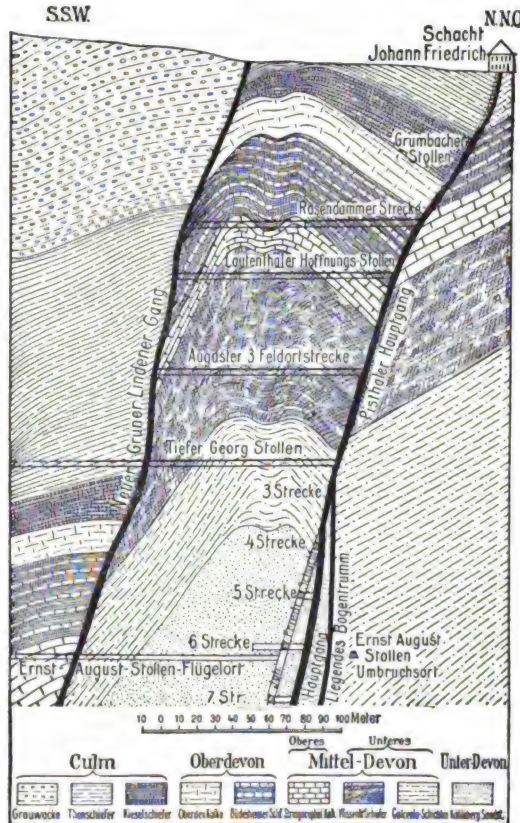 S.S.W.
N.N.O.
Schacht
Johann Friedrich
Grumbacher
Stollen
Rosendammer Strecke
Lautenthaler Hoffnungs-Stollen
Gruner Lindener Gang
Pisthaler Hauptgang
Augaster 3 Feldortstrecke
Tiefer Georg Stollen
3 Strecke
4 Strecke
5 Strecke
6 Strecke
7 Str.
Hauptgang
Liegendes Bogentrumm
Ernst August
Stollen
Umbruchsort
Ernst-August-Stollen-Flügelort
10 0 10 20 30 40 50 60 70 80 90 100 Meter
Culm
Oberdevon
Oberes
Unteres
Mittel-Devon
Unter-Devon
Grauwacke
Thonschiefer
Kieselschiefer
Wissenb. Schiefer